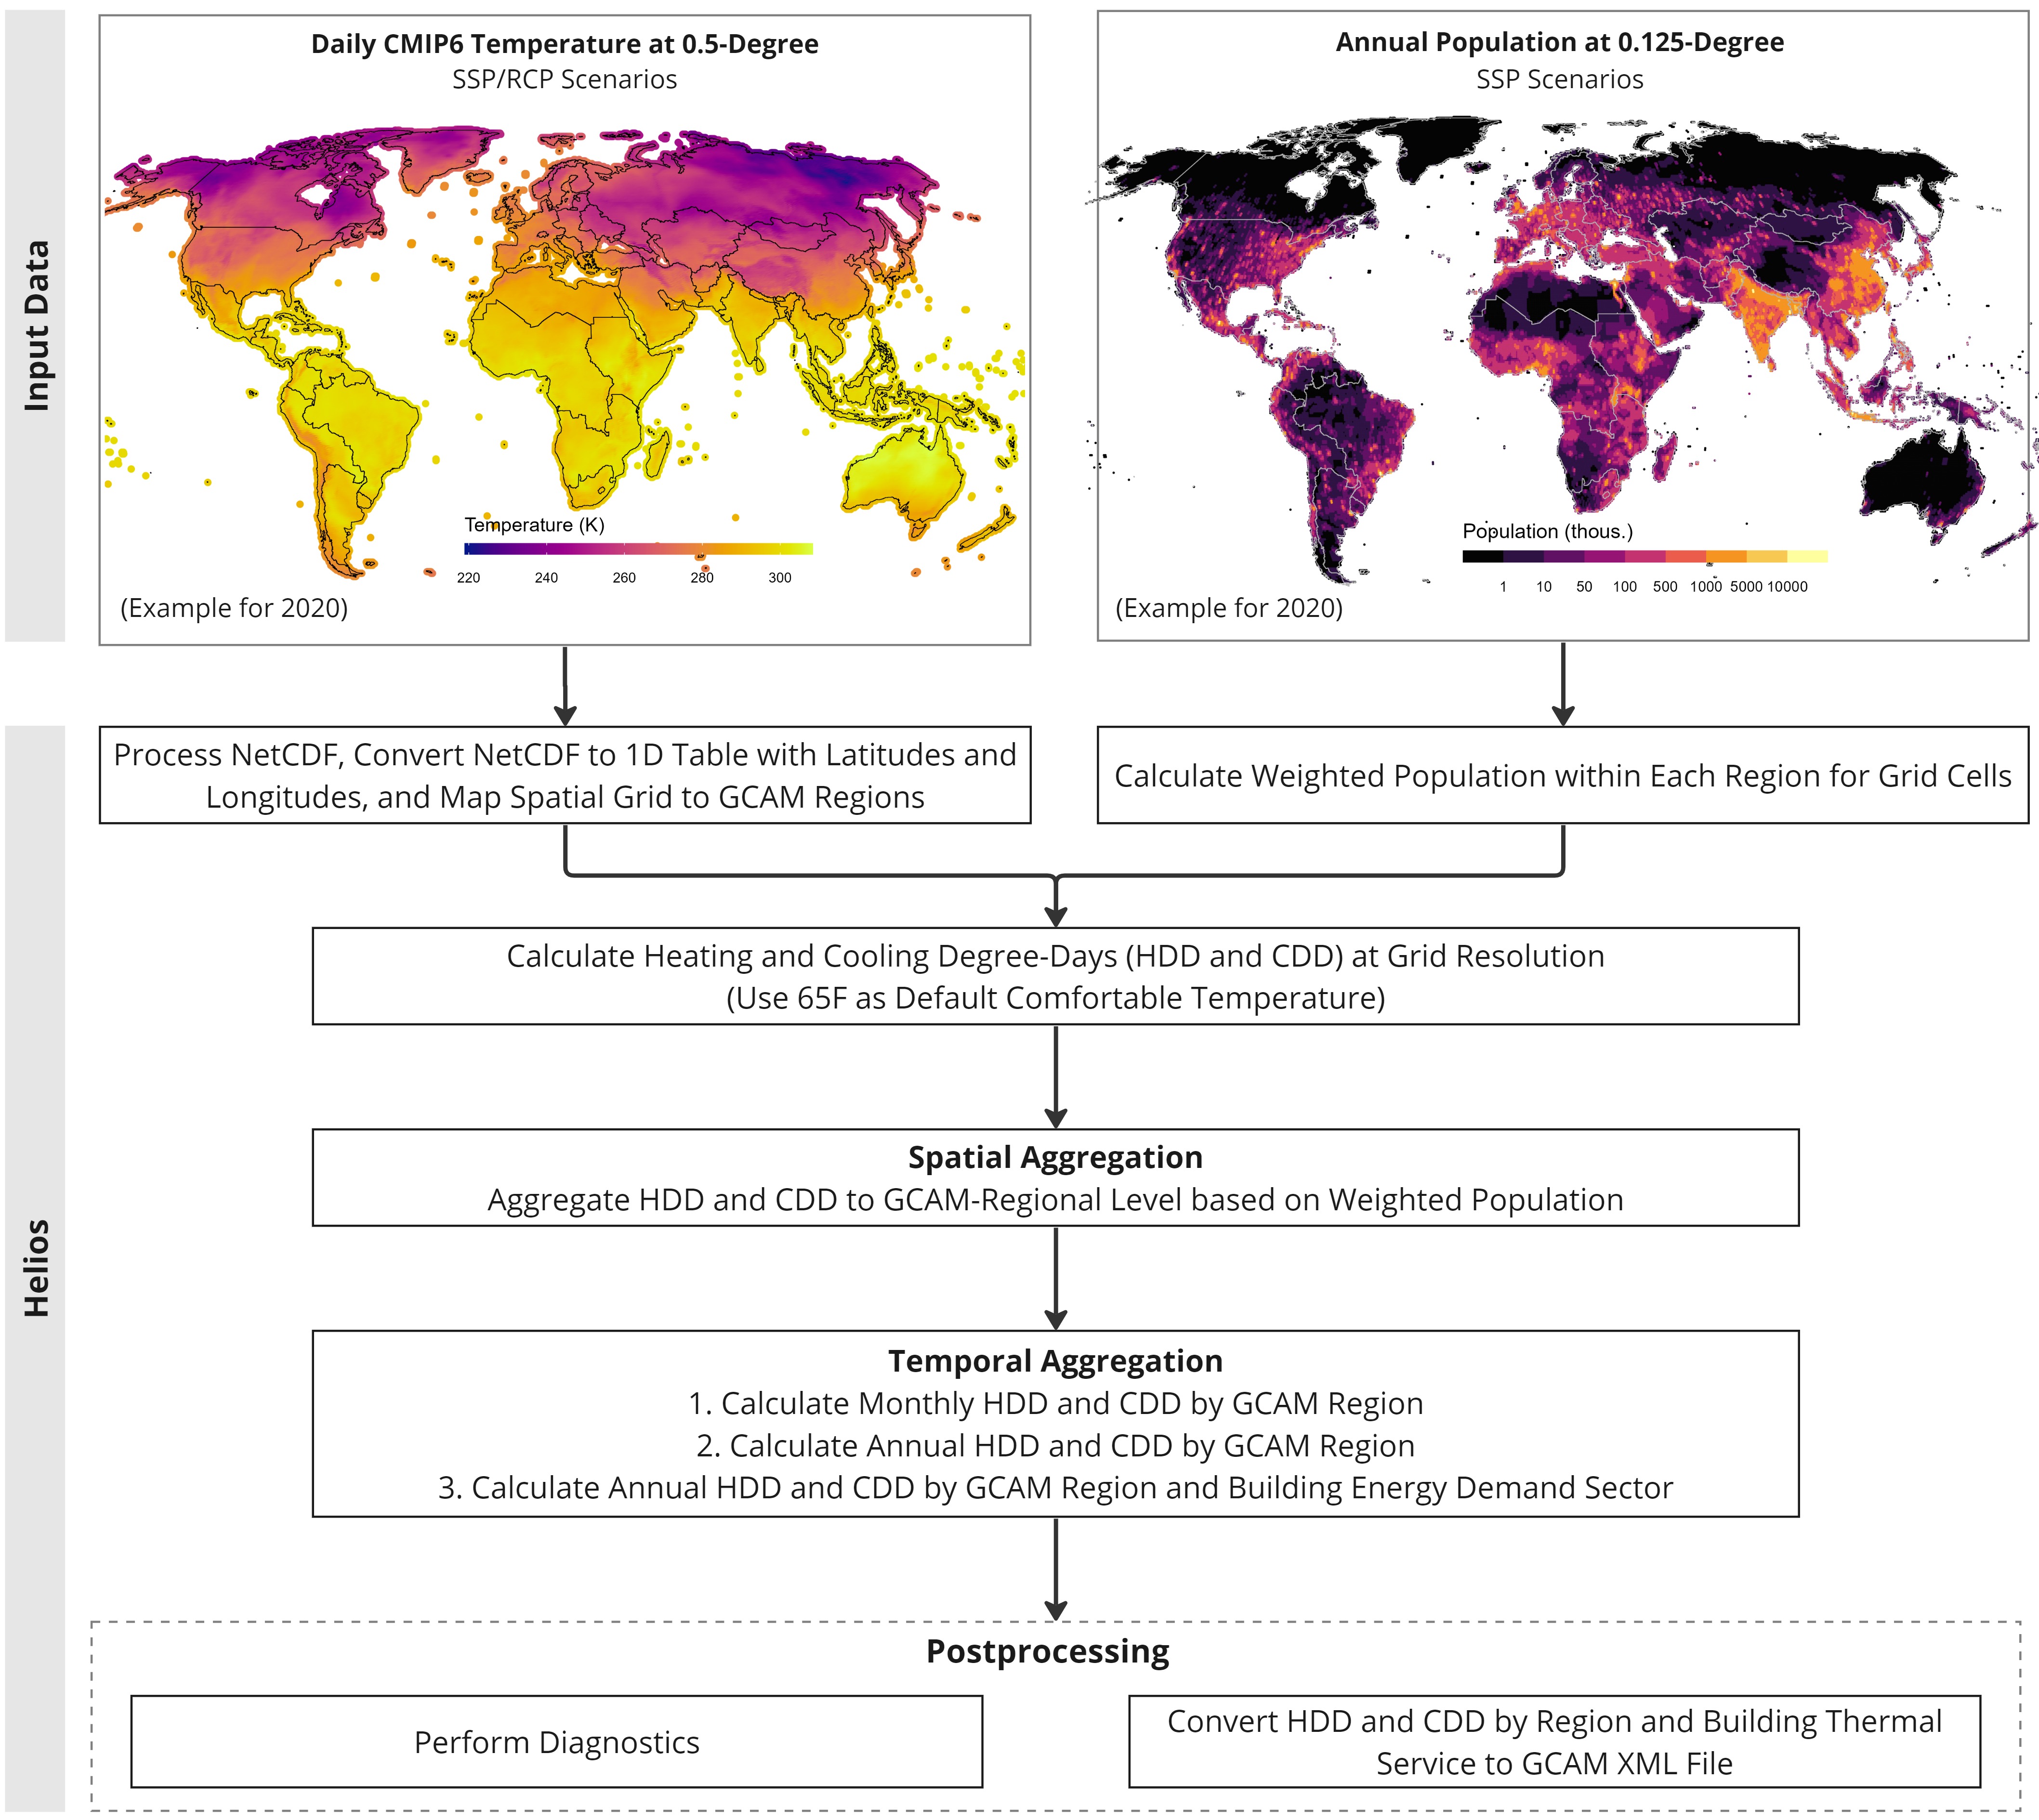 Input Data
Daily CMIP6 Temperature at 0.5-Degree
SSP/RCP Scenarios
Temperature (K)
220 240 260 280 300
(Example for 2020)
Annual Population at 0.125-Degree
SSP Scenarios
Population (thous.)
1 10 50 100 500 1000 5000 10000
(Example for 2020)
Helios
Process NetCDF, Convert NetCDF to 1D Table with Latitudes and
Longitudes, and Map Spatial Grid to GCAM Regions
Calculate Weighted Population within Each Region for Grid Cells
Calculate Heating and Cooling Degree-Days (HDD and CDD) at Grid Resolution
(Use 65F as Default Comfortable Temperature)
Spatial Aggregation
Aggregate HDD and CDD to GCAM-Regional Level based on Weighted Population
Temporal Aggregation
1. Calculate Monthly HDD and CDD by GCAM Region
2. Calculate Annual HDD and CDD by GCAM Region
3. Calculate Annual HDD and CDD by GCAM Region and Building Energy Demand Sector
Postprocessing
Perform Diagnostics
Convert HDD and CDD by Region and Building Thermal
Service to GCAM XML File